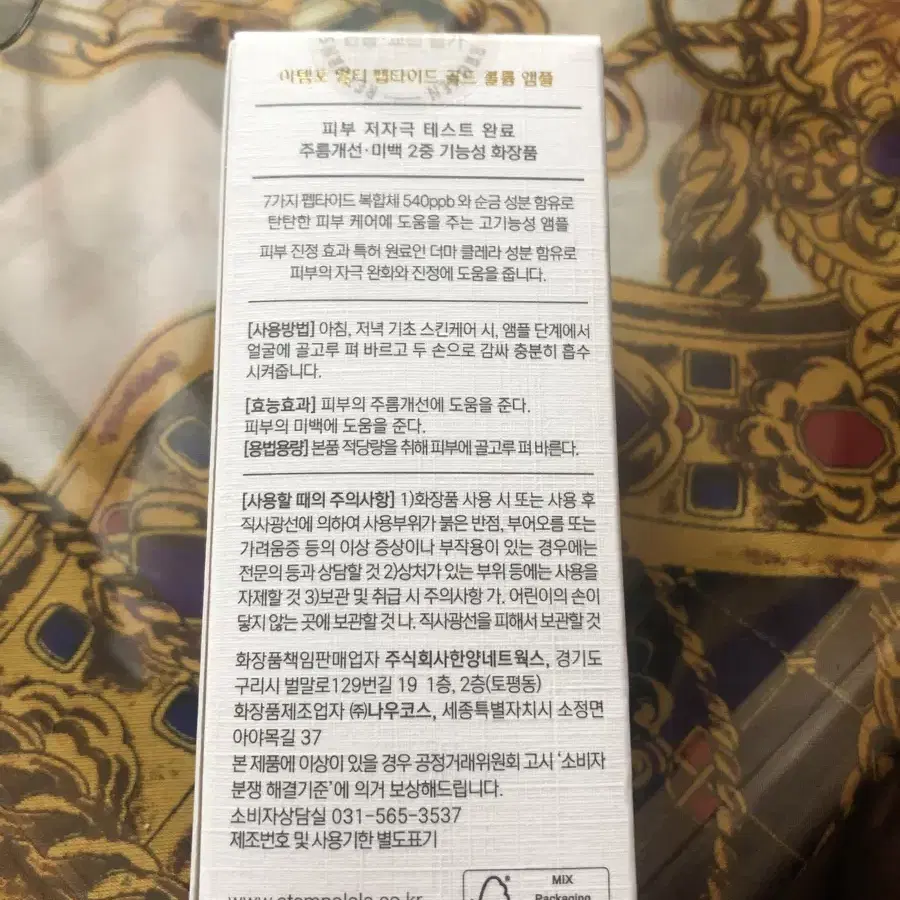 반품·교환 불가
아템포 멀티 펩타이드 골드 볼륨 앰플
피부 저자극 테스트 완료
주름개선·미백 2중 기능성 화장품
7가지 펩타이드 복합체 540ppb 와 순금 성분 함유로
탄탄한 피부 케어에 도움을 주는 고기능성 앰플
피부 진정 효과 특허 원료인 더마 클레라 성분 함유로
피부의 자극 완화와 진정에 도움을 줍니다.
[사용방법] 아침, 저녁 기초 스킨케어 시, 앰플 단계에서
얼굴에 골고루 펴 바르고 두 손으로 감싸 충분히 흡수
시켜줍니다.
[효능효과] 피부의 주름개선에 도움을 준다.
피부의 미백에 도움을 준다.
[용법용량] 본품 적당량을 취해 피부에 골고루 펴 바른다.
[사용할 때의 주의사항] 1)화장품 사용 시 또는 사용 후
직사광선에 의하여 사용부위가 붉은 반점, 부어오름 또는
가려움증 등의 이상 증상이나 부작용이 있는 경우에는
전문의 등과 상담할 것 2)상처가 있는 부위 등에는 사용을
자제할 것 3)보관 및 취급 시 주의사항 가. 어린이의 손이
닿지 않는 곳에 보관할 것 나. 직사광선을 피해서 보관할 것
화장품책임판매업자 주식회사한양네트웍스, 경기도
구리시 벌말로129번길 19 1층, 2층(토평동)
화장품제조업자 ㈜나우코스, 세종특별자치시 소정면
아야목길 37
본 제품에 이상이 있을 경우 공정거래위원회 고시 '소비자
분쟁 해결기준'에 의거 보상해드립니다.
소비자상담실 031-565-3537
제조번호 및 사용기한 별도표기
MIX
Packaging